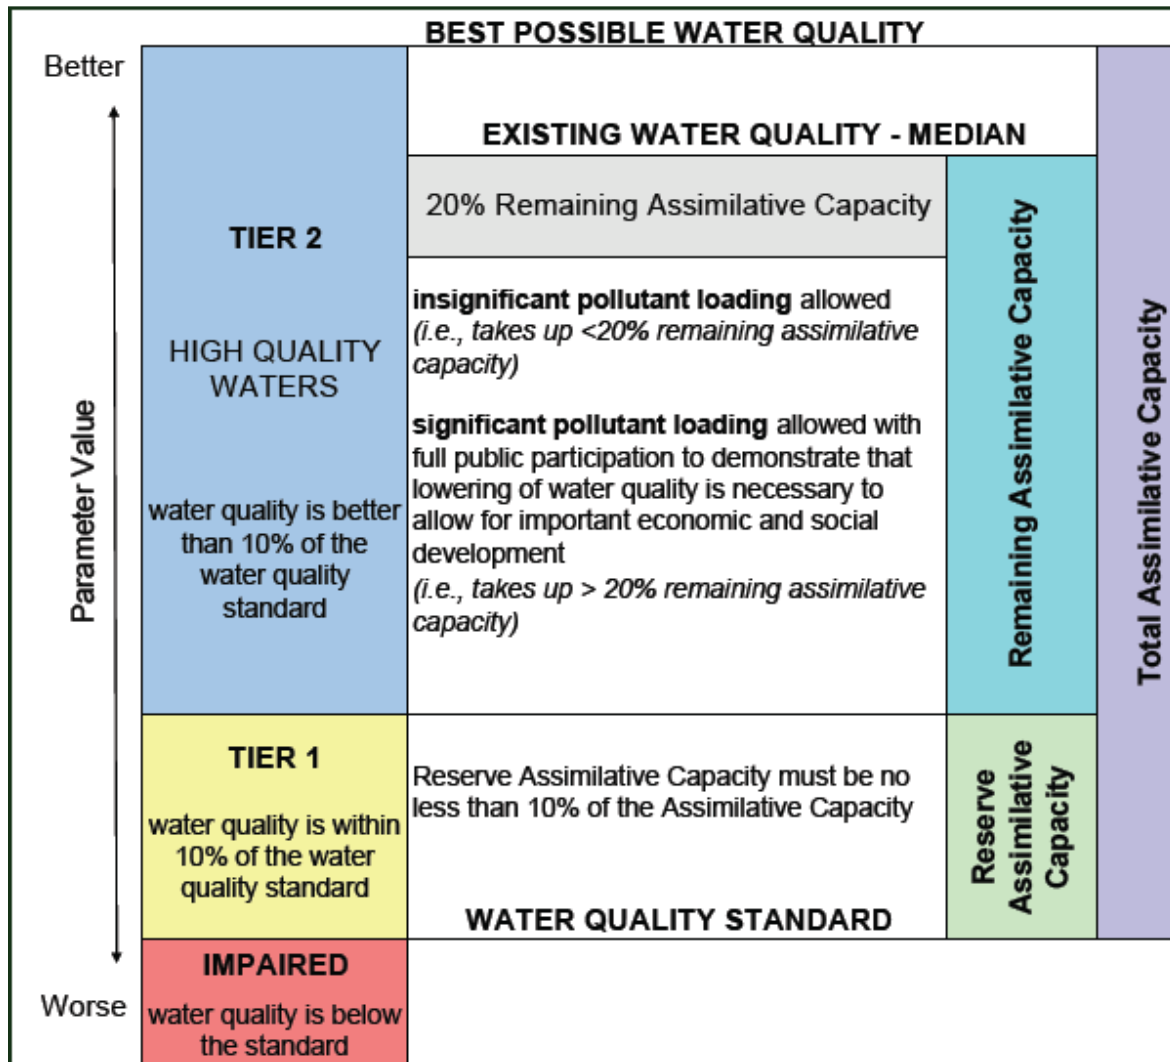 BEST POSSIBLE WATER QUALITY
Better
EXISTING WATER QUALITY - MEDIAN
20% Remaining Assimilative Capacity
TIER 2
HIGH QUALITY
WATERS
water quality is better
than 10% of the
water quality
standard
insignificant pollutant loading allowed
(i.e., takes up <20% remaining assimilative
capacity)
significant pollutant loading allowed with
full public participation to demonstrate that
lowering of water quality is necessary to
allow for important economic and social
development
(i.e., takes up > 20% remaining assimilative
capacity)
Remaining Assimilative Capacity
Total Assimilative Capacity
Parameter Value
TIER 1
water quality is within
10% of the water
quality standard
Reserve Assimilative Capacity must be no
less than 10% of the Assimilative Capacity
Reserve
Assimilative
Capacity
WATER QUALITY STANDARD
IMPAIRED
water quality is below
the standard
Worse